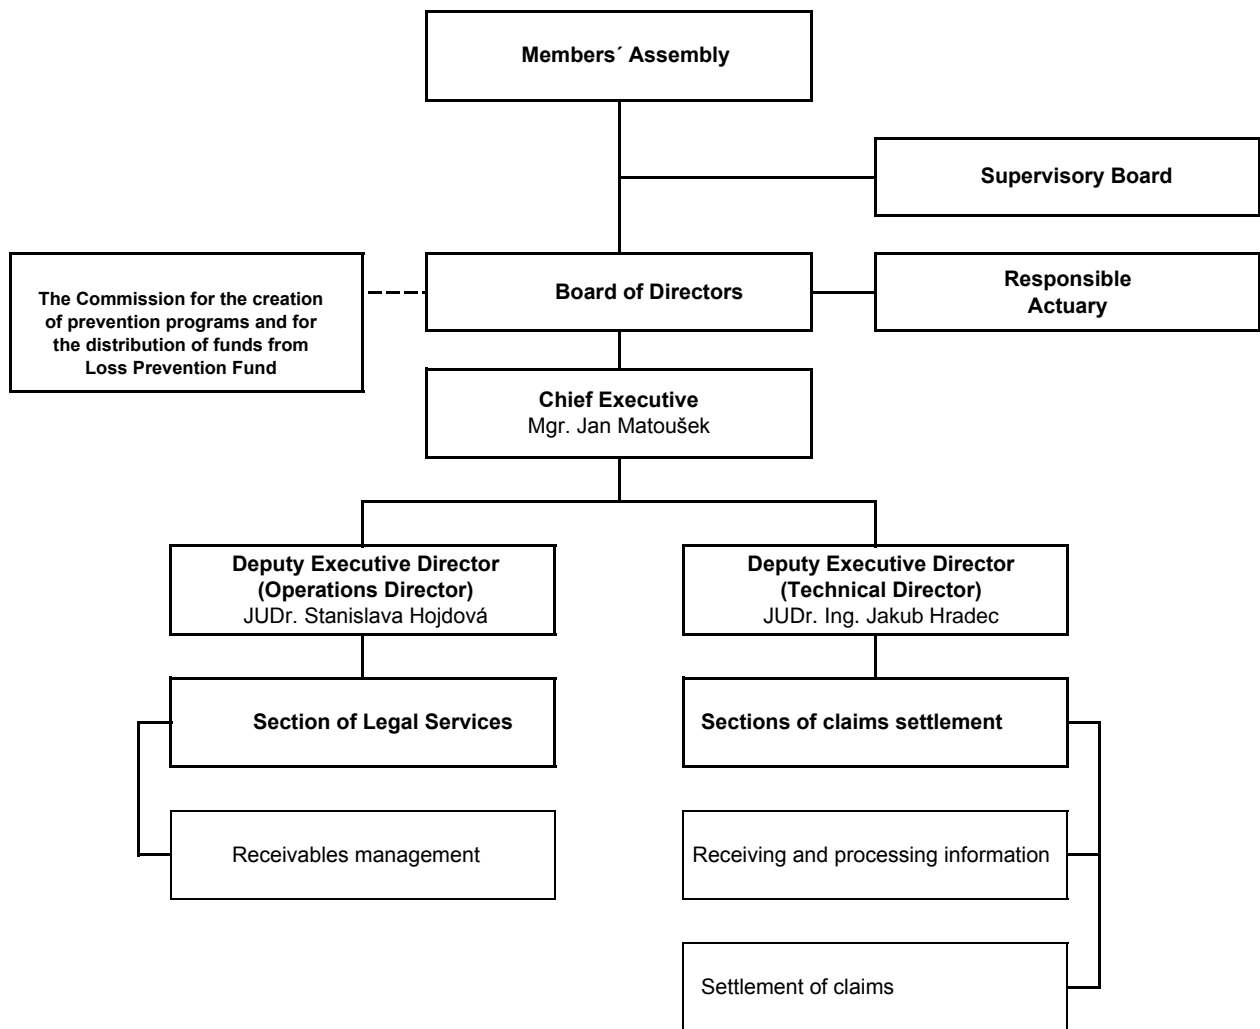 Members´ Assembly
Supervisory Board
The Commission for the creation
of prevention programs and for
the distribution of funds from
Loss Prevention Fund
Board of Directors
Responsible
Actuary
Chief Executive
Mgr. Jan Matoušek
Deputy Executive Director
(Operations Director)
JUDr. Stanislava Hojdová
Deputy Executive Director
(Technical Director)
JUDr. Ing. Jakub Hradec
Section of Legal Services
Sections of claims settlement
Receivables management
Receiving and processing information
Settlement of claims